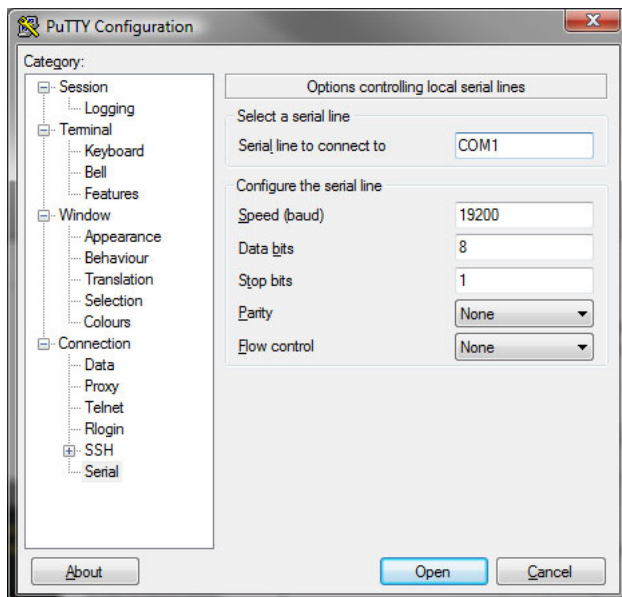 PuTTY Configuration
Category:
Session
Logging
Terminal
Keyboard
Bell
Features
Window
Appearance
Behaviour
Translation
Selection
Colours
Connection
Data
Proxy
Telnet
Rlogin
SSH
Serial
Options controlling local serial lines
Select a serial line
Serial line to connect to COM1
Configure the serial line
Speed (baud) 19200
Data bits 8
Stop bits 1
Parity None
Flow control None
About Open Cancel